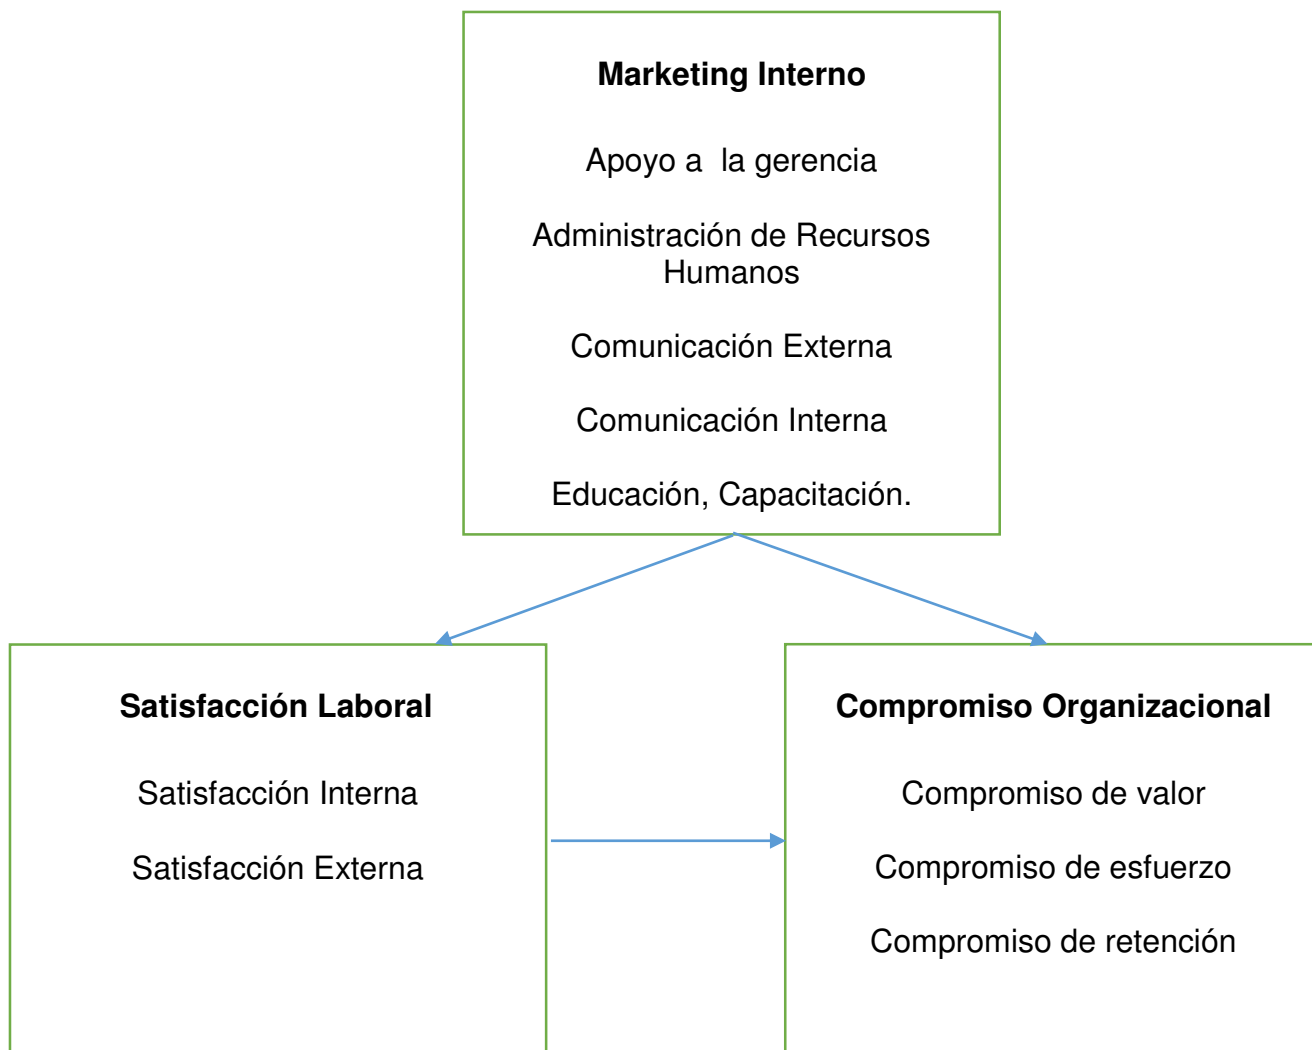 Marketing Interno
Apoyo a  la gerencia
Administración de Recursos
Humanos
Comunicación Externa
Comunicación Interna
Educación, Capacitación.
Satisfacción Laboral
Satisfacción Interna
Satisfacción Externa
Compromiso Organizacional
Compromiso de valor
Compromiso de esfuerzo
Compromiso de retención